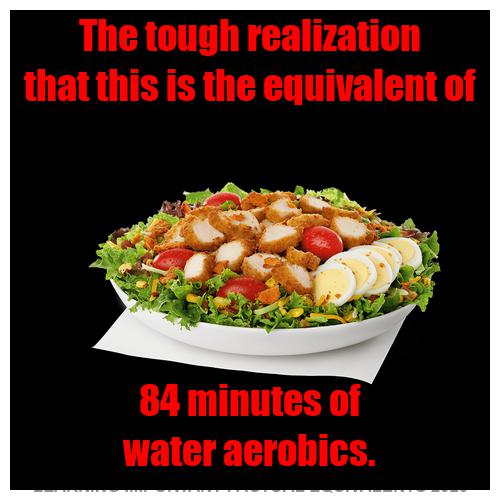 The tough realization
that this is the equivalent of
84 minutes of
water aerobics.